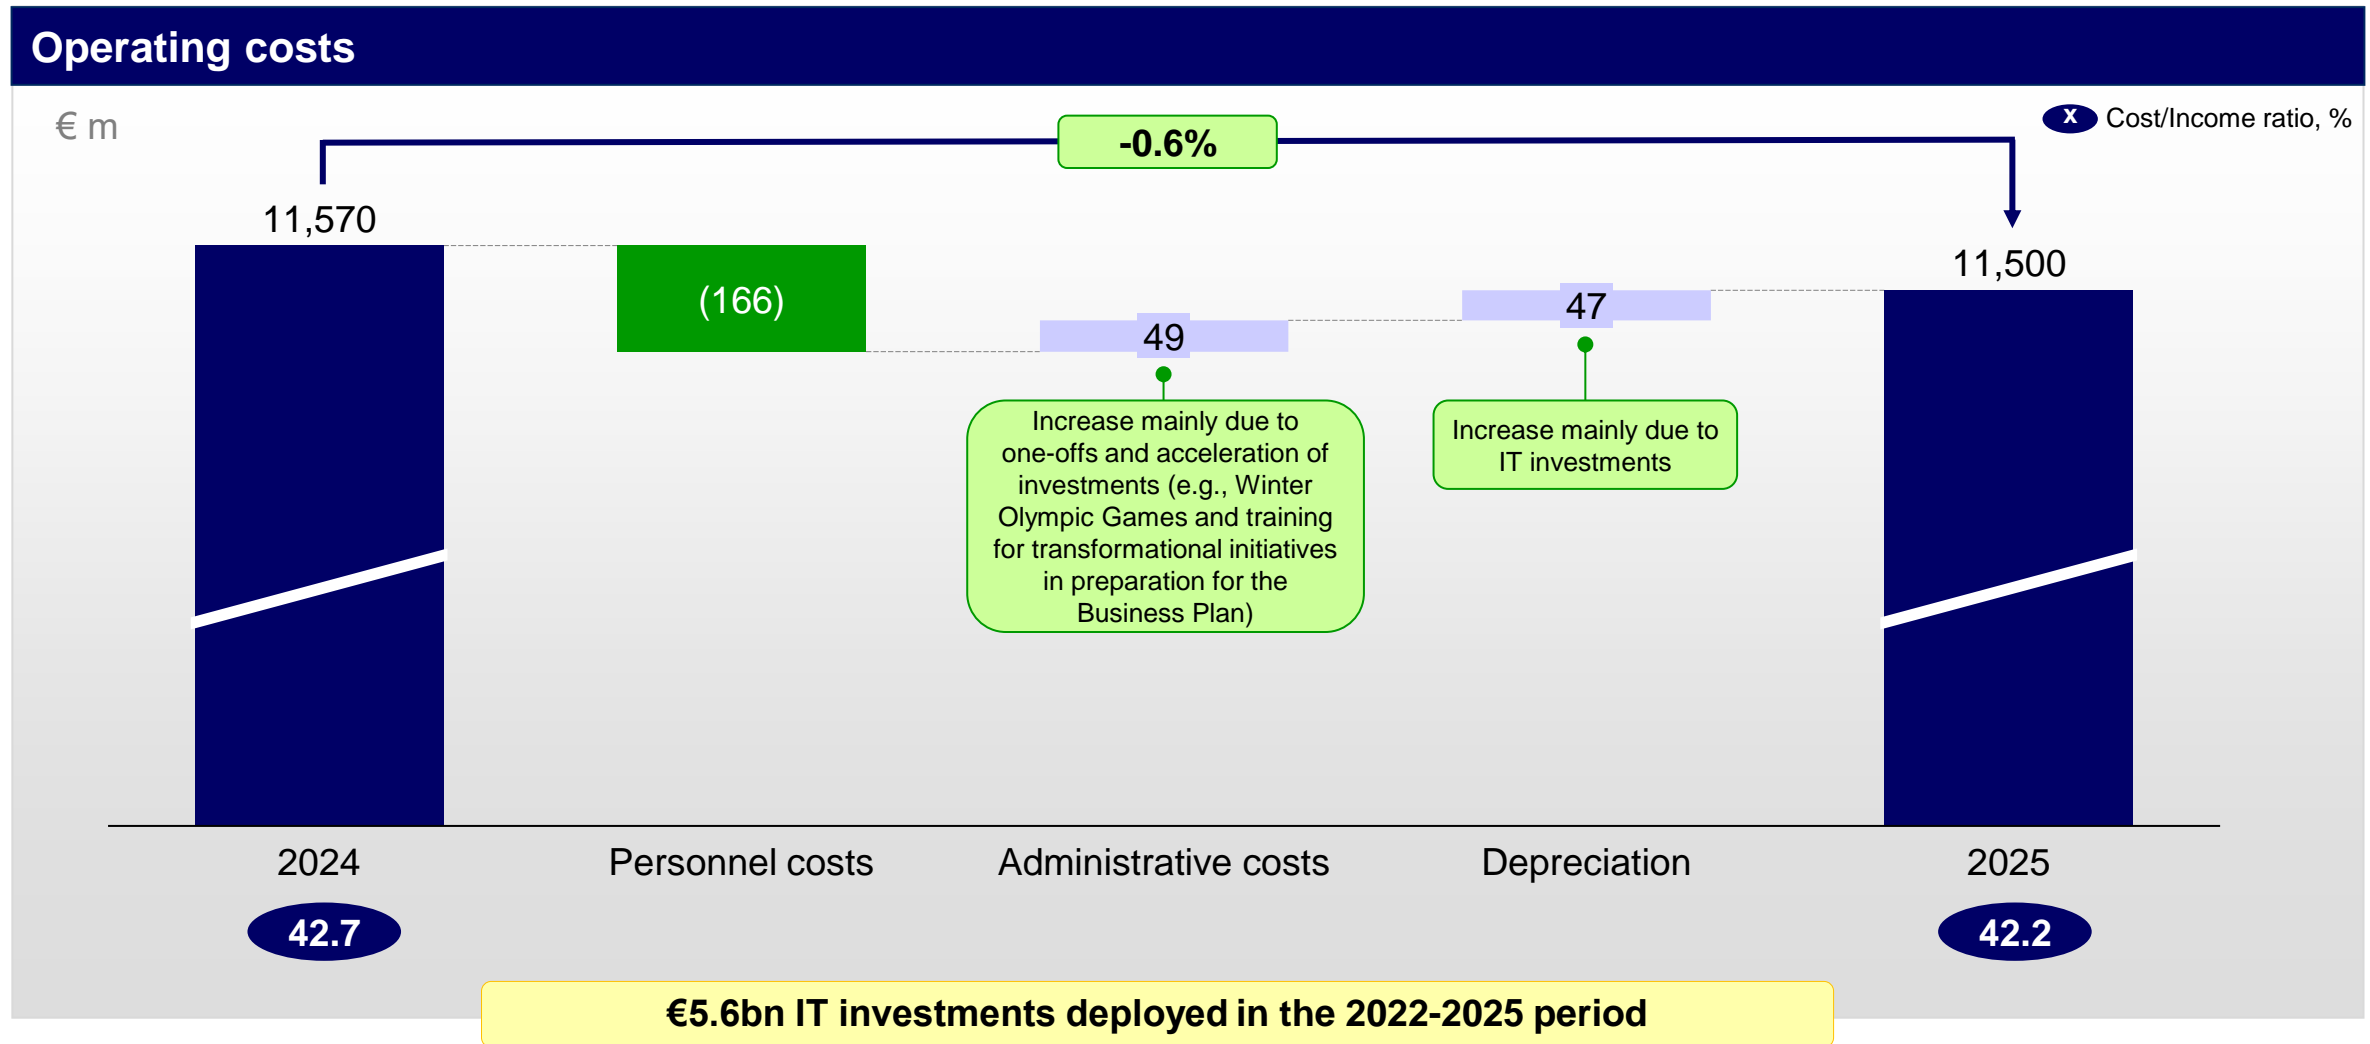 Operating costs
€ m
X Cost/Income ratio, %
-0.6%
11,570
(166)
49
47
11,500
Increase mainly due to
one-offs and acceleration of
investments (e.g., Winter
Olympic Games and training
for transformational initiatives
in preparation for the
Business Plan)
Increase mainly due to
IT investments
2024
Personnel costs
Administrative costs
Depreciation
2025
42.7
42.2
€5.6bn IT investments deployed in the 2022-2025 period